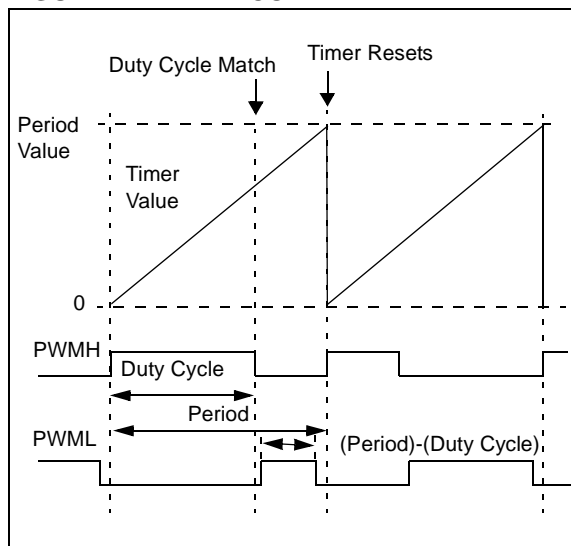 Duty Cycle Match
Timer Resets
Period
Value
Timer
Value
0
PWMH
Duty Cycle
Period
PWML
(Period)-(Duty Cycle)